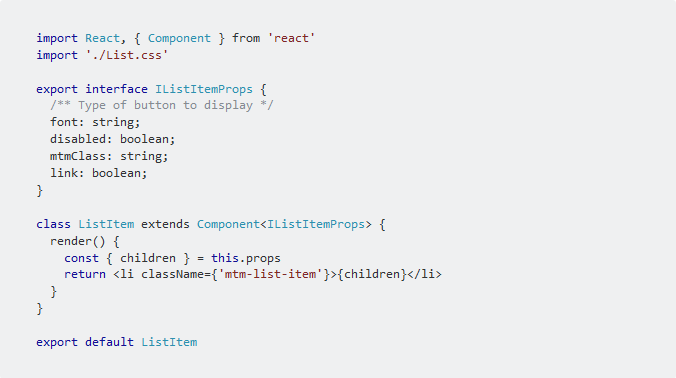 import React, { Component } from 'react'
import './List.css'

export interface IListItemProps {
  /** Type of button to display */
  font: string;
  disabled: boolean;
  mtmClass: string;
  link: boolean;
}

class ListItem extends Component<IListItemProps> {
  render() {
    const { children } = this.props
    return <li className={'mtm-list-item'}>{children}</li>
  }
}

export default ListItem